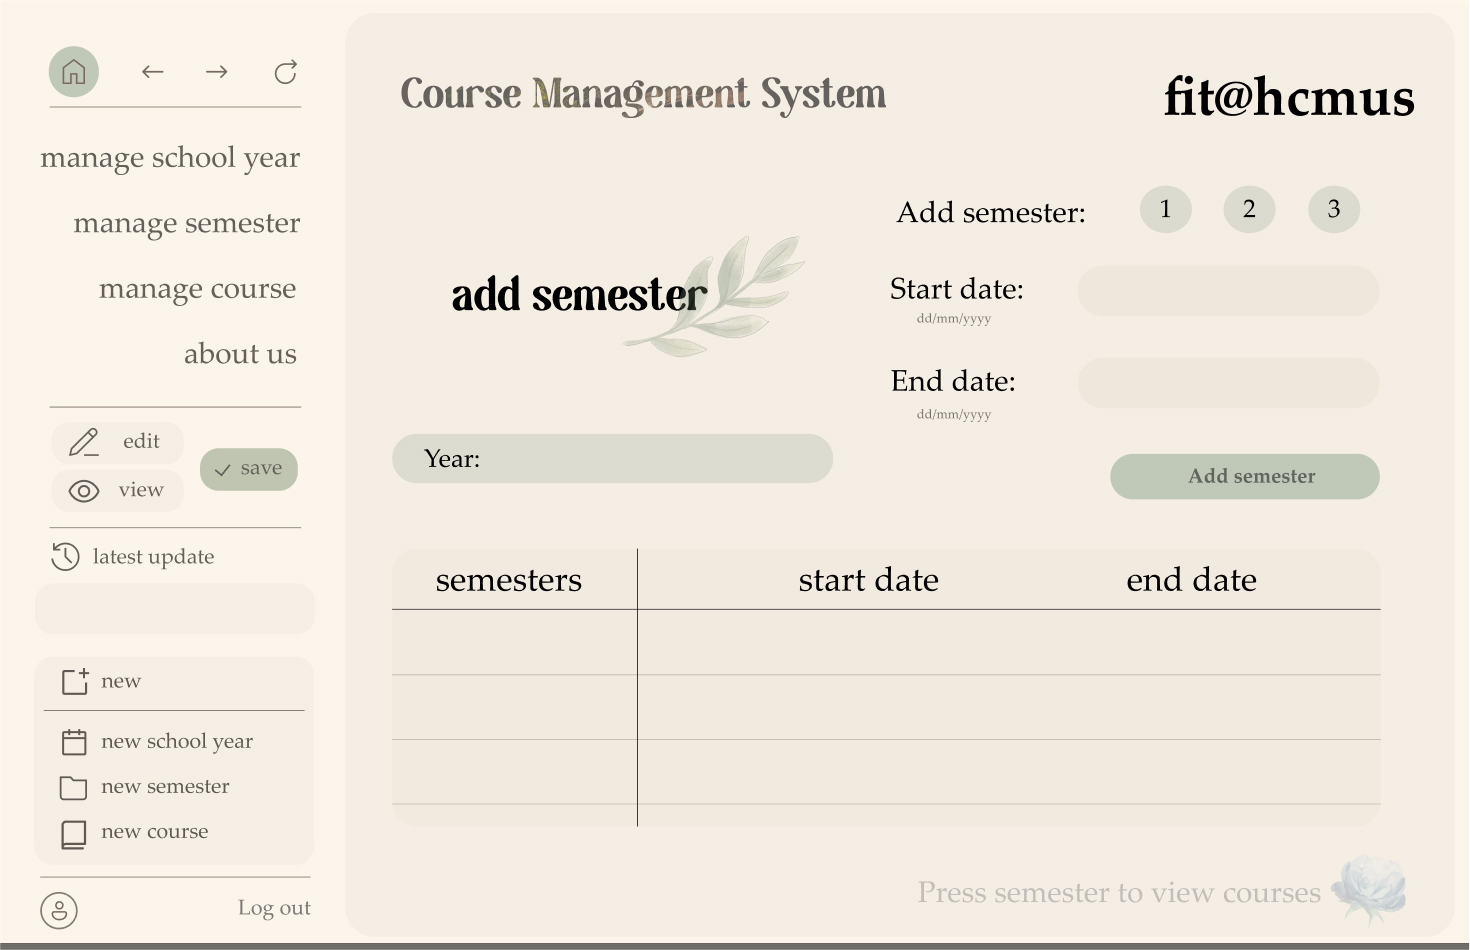 manage school year
manage semester
manage course
about us
edit
view
save
latest update
new
new school year
new semester
new course
Log out
Course Management System
fit@hcmus
add semester
Add semester:
1 2 3
Start date:
dd/mm/yyyy
End date:
dd/mm/yyyy
Year:
Add semester
semesters start date end date
Press semester to view courses